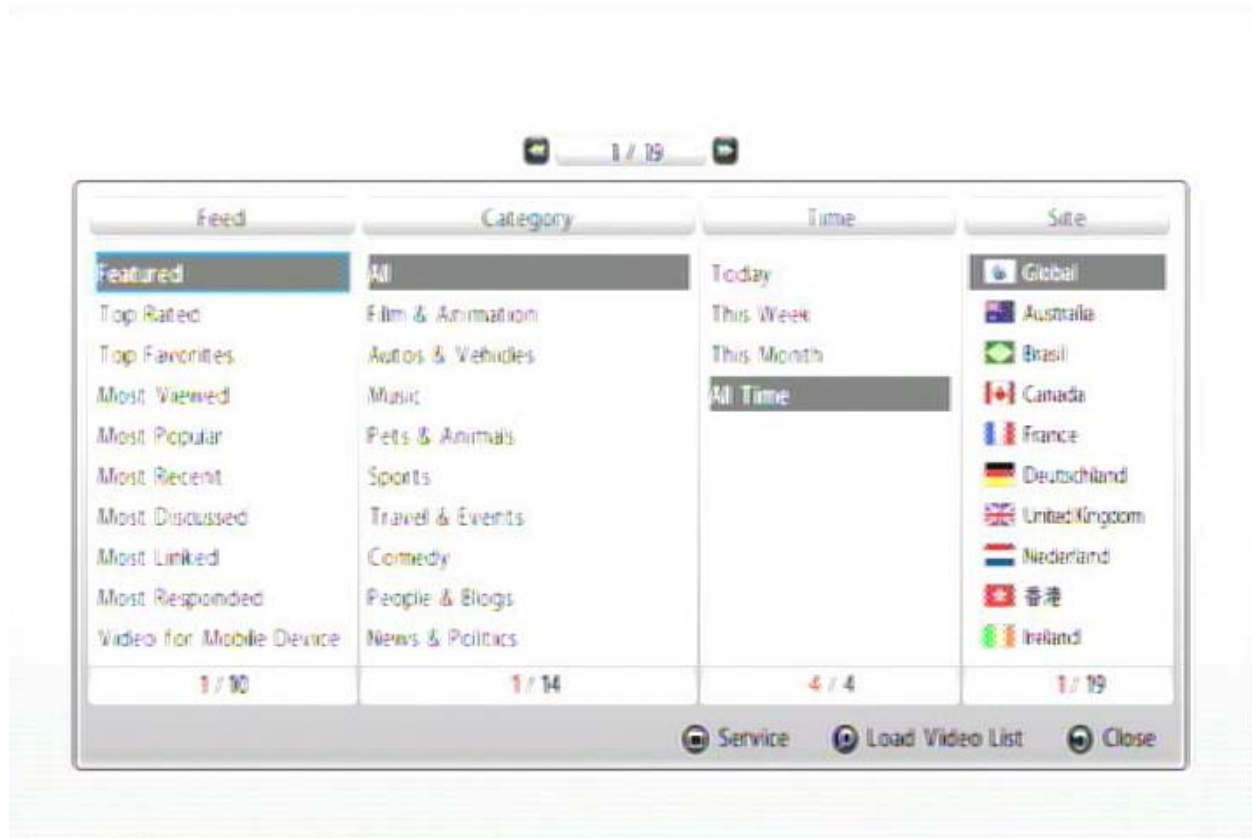 1 / 19
Feed Category Time Site
Featured All Today Global
Top Rated Film & Animation This Week Australia
Top Favorites Autos & Vehicles This Month Brasil
Most Viewed Music All Time Canada
Most Popular Pets & Animals France
Most Recent Sports Deutschland
Most Discussed Travel & Events United Kingdom
Most Linked Comedy Nederland
Most Responded People & Blogs 香港
Video for Mobile Device News & Politics Ireland
1 / 10 1 / 14 4 / 4 1 / 19
Service Load Video List Close